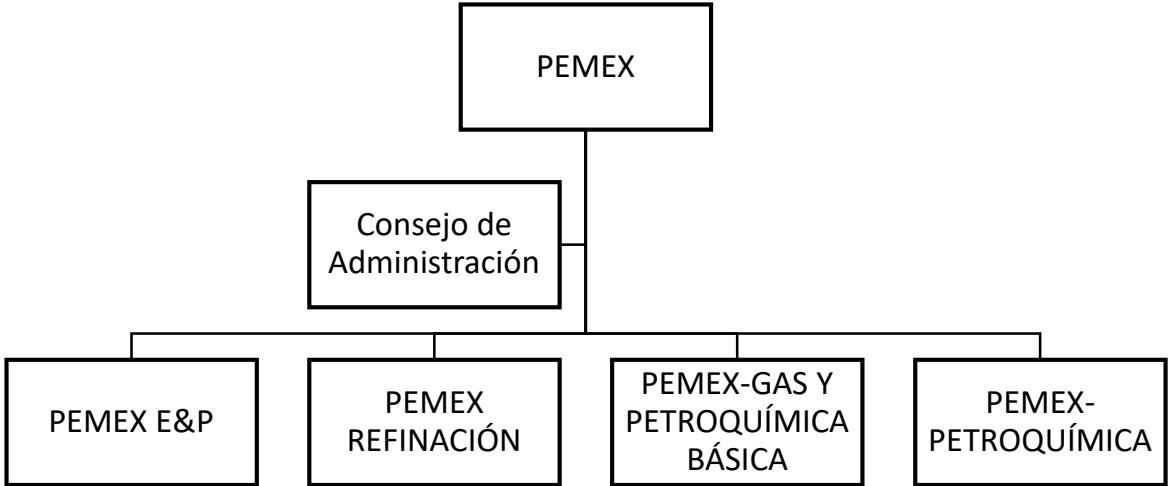 PEMEX
Consejo de
Administración
PEMEX E&P
PEMEX
REFINACIÓN
PEMEX-GAS Y
PETROQUÍMICA
BÁSICA
PEMEX-
PETROQUÍMICA